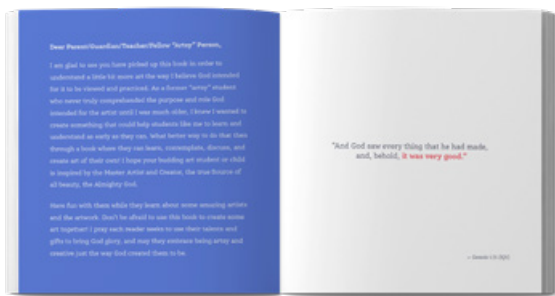 Dear Parent/Guardian/Teacher/Fellow "Artsy" Person,
I am glad to see you have picked up this book in order to
understand a little bit more art the way I believe God intended
for it to be viewed and practiced. As a former "artsy" student
who never truly comprehended the purpose and role God
intended for the artist until I was much older, I knew I wanted to
create something that could help students like me to learn and
understand as early as they can. What better way to do that then
through a book where they can learn, contemplate, discuss, and
create art of their own! I hope your budding art student or child
is inspired by the Master Artist and Creator, the true Source of
all beauty, the Almighty God.
Have fun with them while they learn about some amazing artists
and the artwork. Don't be afraid to use this book to create some
art together! I pray each reader seeks to use their talents and
gifts to bring God glory, and may they embrace being artsy and
creative just the way God created them to be.
"And God saw every thing that he had made,
and, behold, it was very good."
– Genesis (KJV)